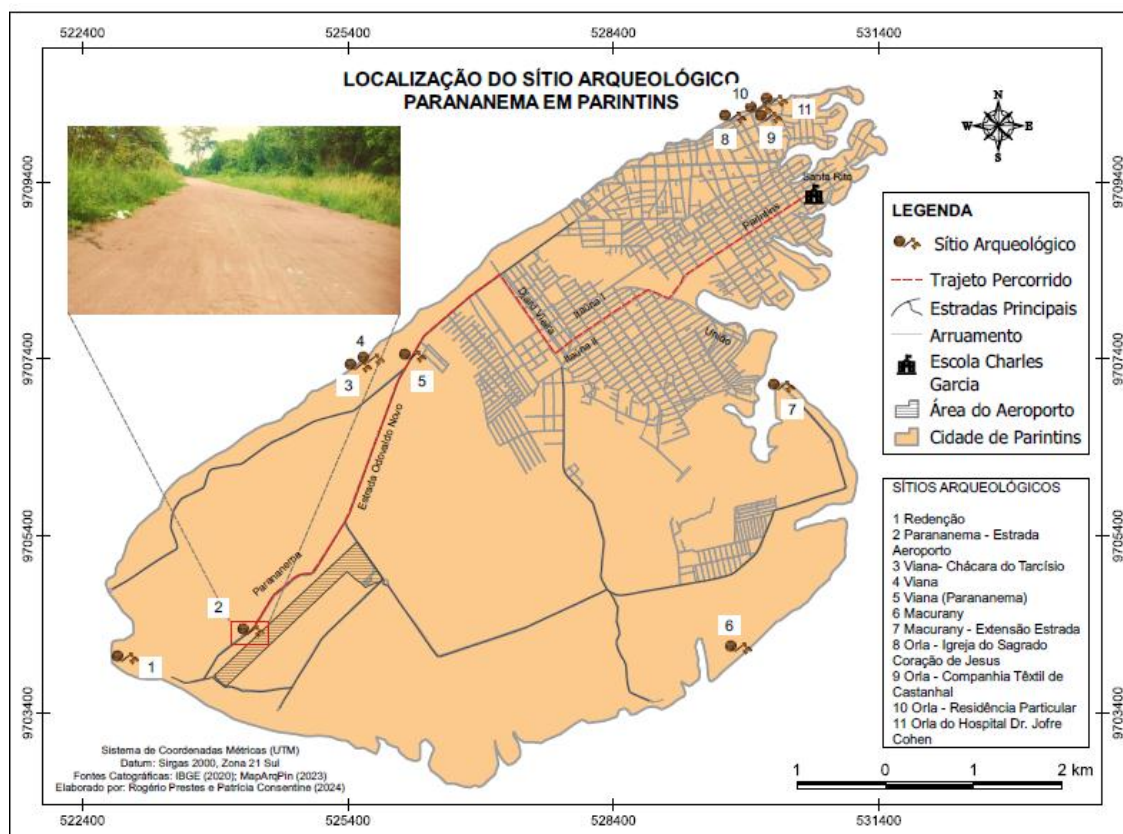 522400
525400
528400
531400
LOCALIZAÇÃO DO SÍTIO ARQUEOLÓGICO
PARANANEMA EM PARINTINS
10
11
8
9
N
W
E
S
9709400
9709400
Santa Rita
Parintins
LEGENDA
Sítio Arqueológico
Trajeto Percorrido
Estradas Principais
Arruamento
Escola Charles
Garcia
Área do Aeroporto
Cidade de Parintins
Djard Vieira
Itaúna I
Itaúna II
União
9707400
9707400
4
3
5
7
Estrada Odovaldo Novo
SÍTIOS ARQUEOLÓGICOS
1 Redenção
2 Parananema - Estrada
Aeroporto
3 Viana- Chácara do Tarcísio
4 Viana
5 Viana (Parananema)
6 Macurany
7 Macurany - Extensão Estrada
8 Orla - Igreja do Sagrado
Coração de Jesus
9 Orla - Companhia Têxtil de
Castanhal
10 Orla - Residência Particular
11 Orla do Hospital Dr. Jofre
Cohen
9705400
9705400
Parananema
2
6
1
9703400
9703400
Sistema de Coordenadas Métricas (UTM)
Datum: Sirgas 2000, Zona 21 Sul
Fontes Catográficas: IBGE (2020); MapArqPin (2023)
Elaborado por: Rogério Prestes e Patrícia Consentine (2024)
1 0 1 2 km
522400
525400
528400
531400